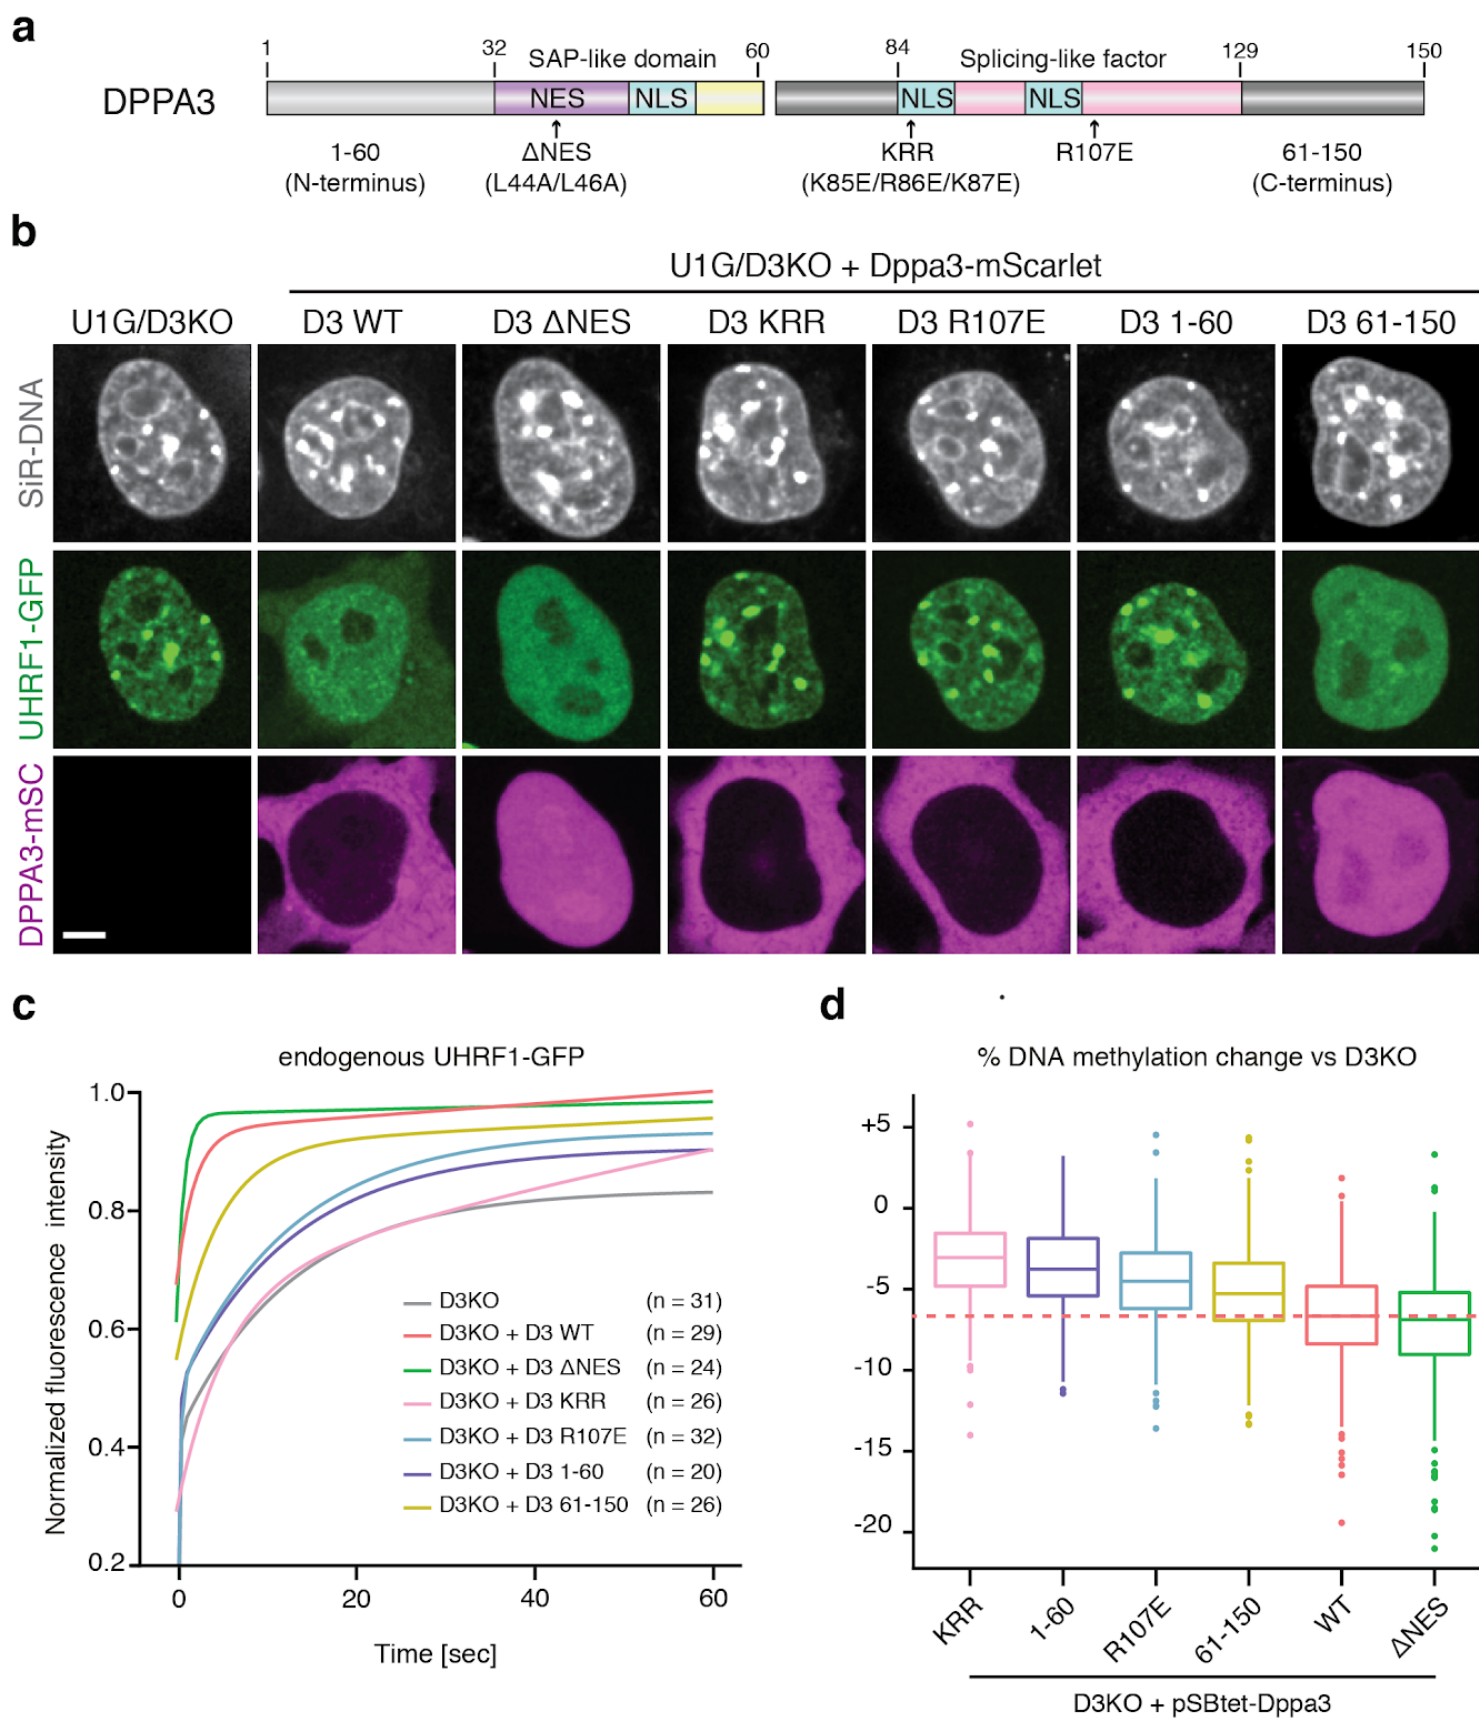 a
1
32
SAP-like domain
60
84
Splicing-like factor
129
150
DPPA3
NES
NLS
NLS
NLS
1-60
(N-terminus)
ΔNES
(L44A/L46A)
KRR
(K85E/R86E/K87E)
R107E
61-150
(C-terminus)
b
U1G/D3KO + Dppa3-mScarlet
U1G/D3KO
D3 WT
D3 ΔNES
D3 KRR
D3 R107E
D3 1-60
D3 61-150
SiR-DNA
UHRF1-GFP
DPPA3-mSC
c
endogenous UHRF1-GFP
Normalized fluorescence intensity
1.0
0.8
0.6
0.4
0.2
0
20
40
60
Time [sec]
D3KO (n = 31)
D3KO + D3 WT (n = 29)
D3KO + D3 ΔNES (n = 24)
D3KO + D3 KRR (n = 26)
D3KO + D3 R107E (n = 32)
D3KO + D3 1-60 (n = 20)
D3KO + D3 61-150 (n = 26)
d
% DNA methylation change vs D3KO
+5
0
-5
-10
-15
-20
KRR
1-60
R107E
61-150
WT
ΔNES
D3KO + pSBtet-Dppa3